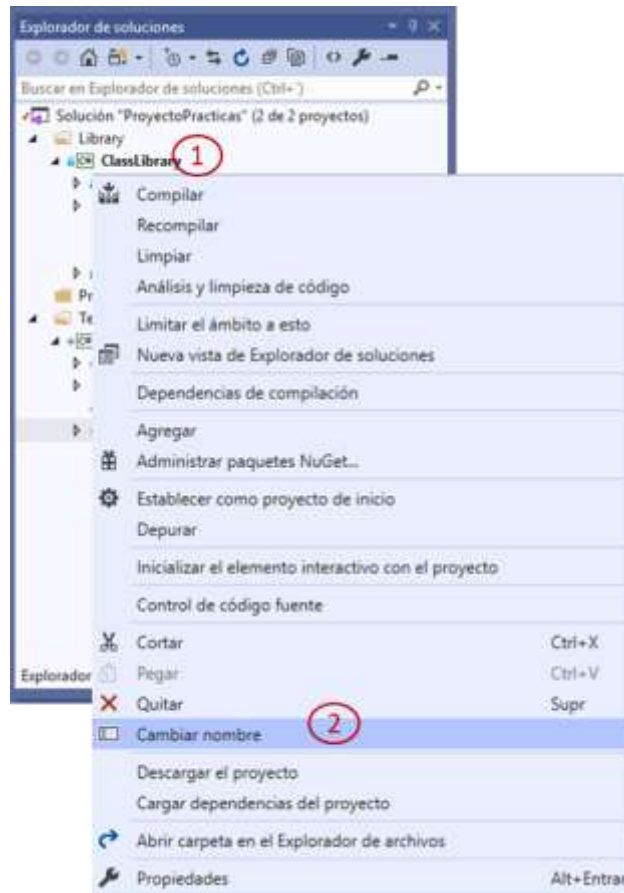 Explorador de soluciones
Buscar en Explorador de soluciones (Ctrl+ )
Solución "ProyectoPracticas" (2 de 2 proyectos)
Library
ClassLibrary
1
Compilar
Recompilar
Limpiar
Análisis y limpieza de código
Pr
Limitar el ámbito a esto
Te
Nueva vista de Explorador de soluciones
Dependencias de compilación
Agregar
Administrar paquetes NuGet...
Establecer como proyecto de inicio
Depurar
Inicializar el elemento interactivo con el proyecto
Control de código fuente
Cortar Ctrl+X
Explorador
Pegar Ctrl+V
Quitar Supr
2
Cambiar nombre
Descargar el proyecto
Cargar dependencias del proyecto
Abrir carpeta en el Explorador de archivos
Propiedades Alt+Entrar